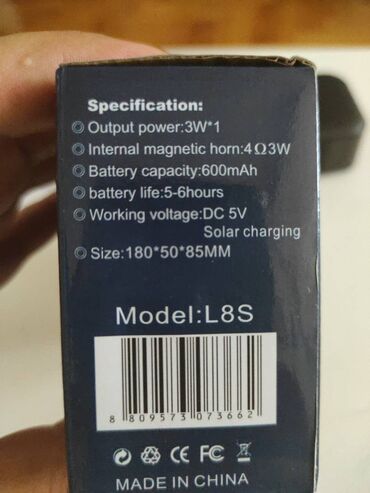 Specification:
Output power:3W*1
Internal magnetic horn:4Ω3W
Battery capacity:600mAh
battery life:5-6hours
Working voltage:DC 5V
Solar charging
Size:180*50*85MM
Model:L8S
8 809573 073662
CE FC
MADE IN CHINA